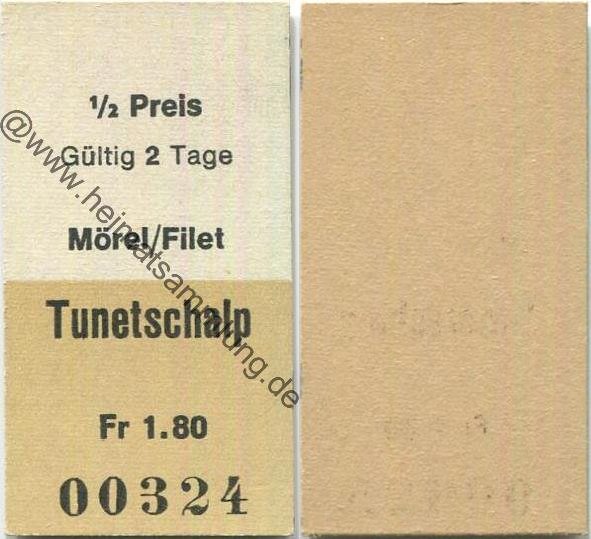 ½ Preis
Gültig 2 Tage
Mörel/Filet
Tunetschalp
Fr 1.80
00324
@www.heimatsammlung.de